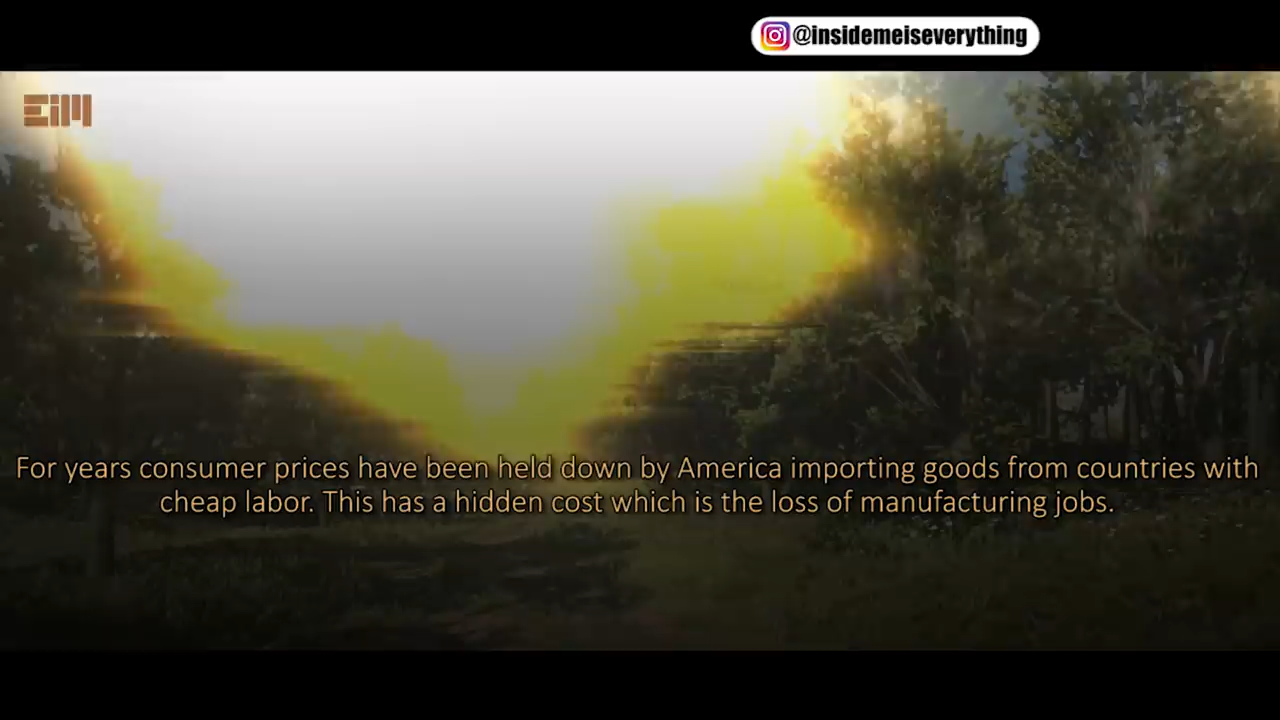 @insidemeiseverything
EiM
For years consumer prices have been held down by America importing goods from countries with
cheap labor. This has a hidden cost which is the loss of manufacturing jobs.